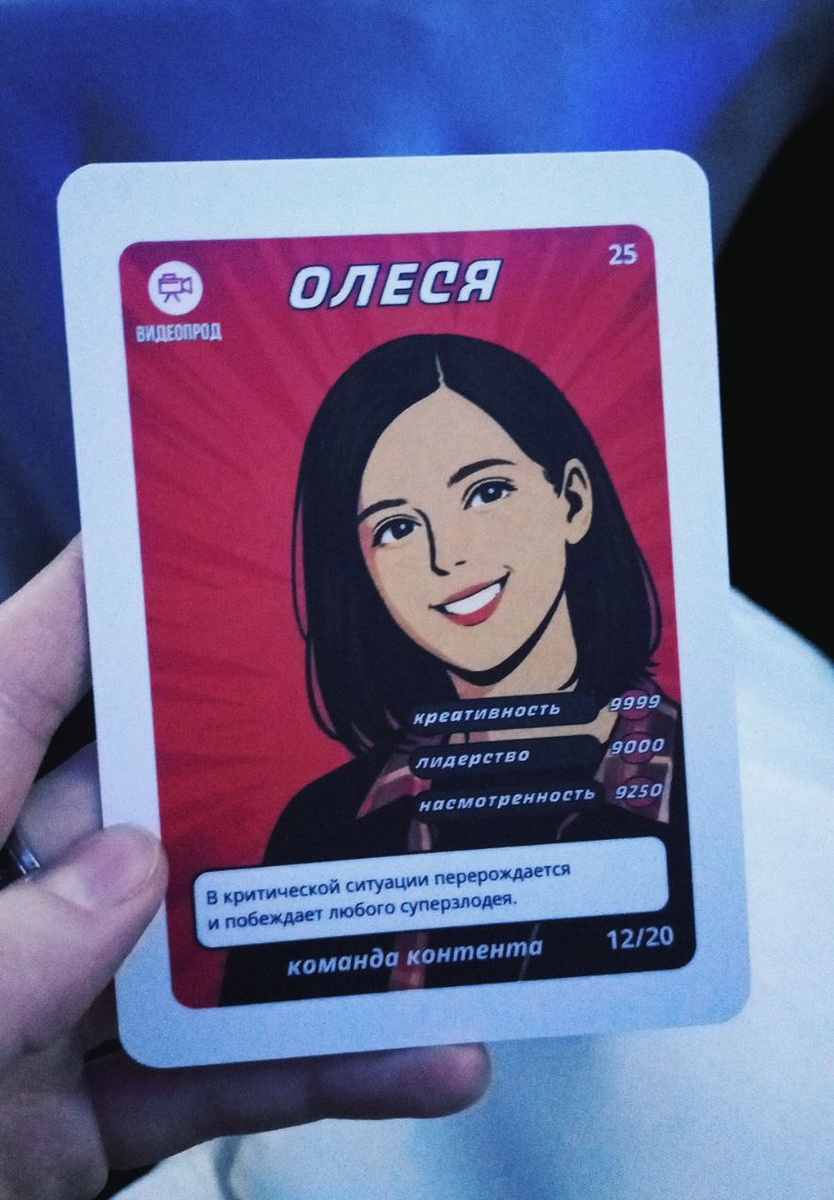 ОЛЕСЯ
25
ВИДЕОПРОД
креативность 9999
лидерство 9000
насмотренность 9250
В критической ситуации перерождается
и побеждает любого суперзлодея.
команда контента 12/20